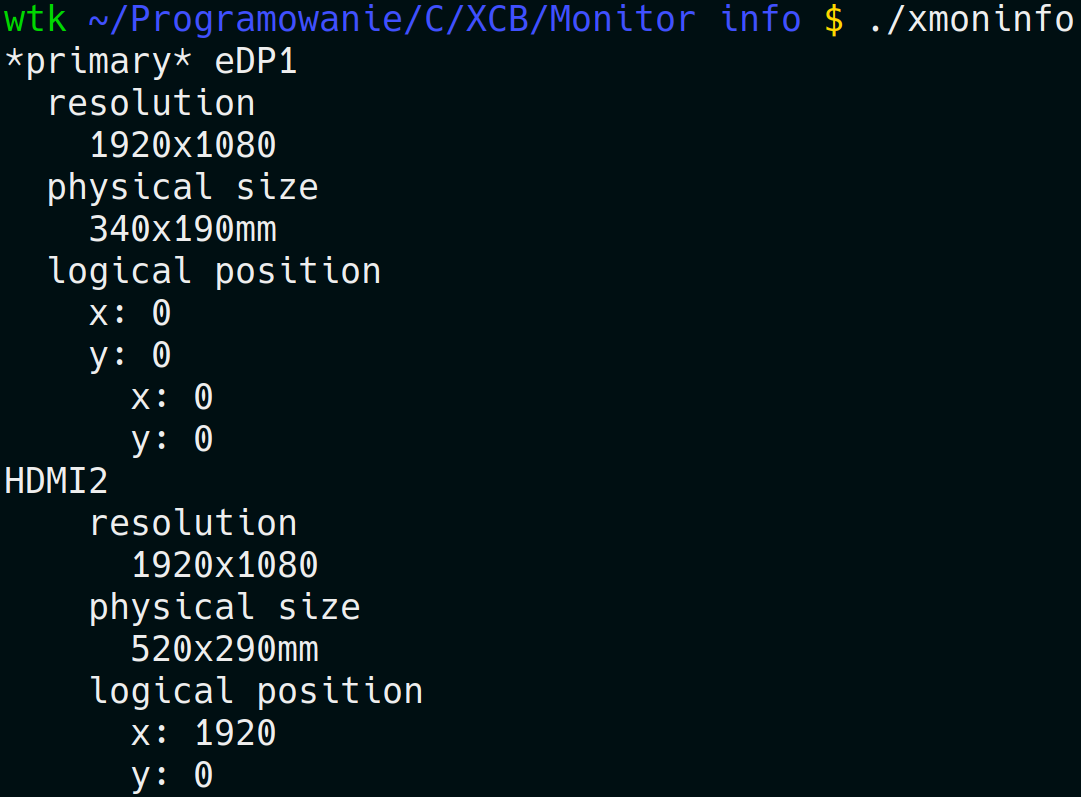 wtk ~/Programowanie/C/XCB/Monitor info $ ./xmoninfo
*primary* eDP1
  resolution
    1920x1080
  physical size
    340x190mm
  logical position
    x: 0
    y: 0
      x: 0
      y: 0
HDMI2
    resolution
      1920x1080
    physical size
      520x290mm
    logical position
      x: 1920
      y: 0